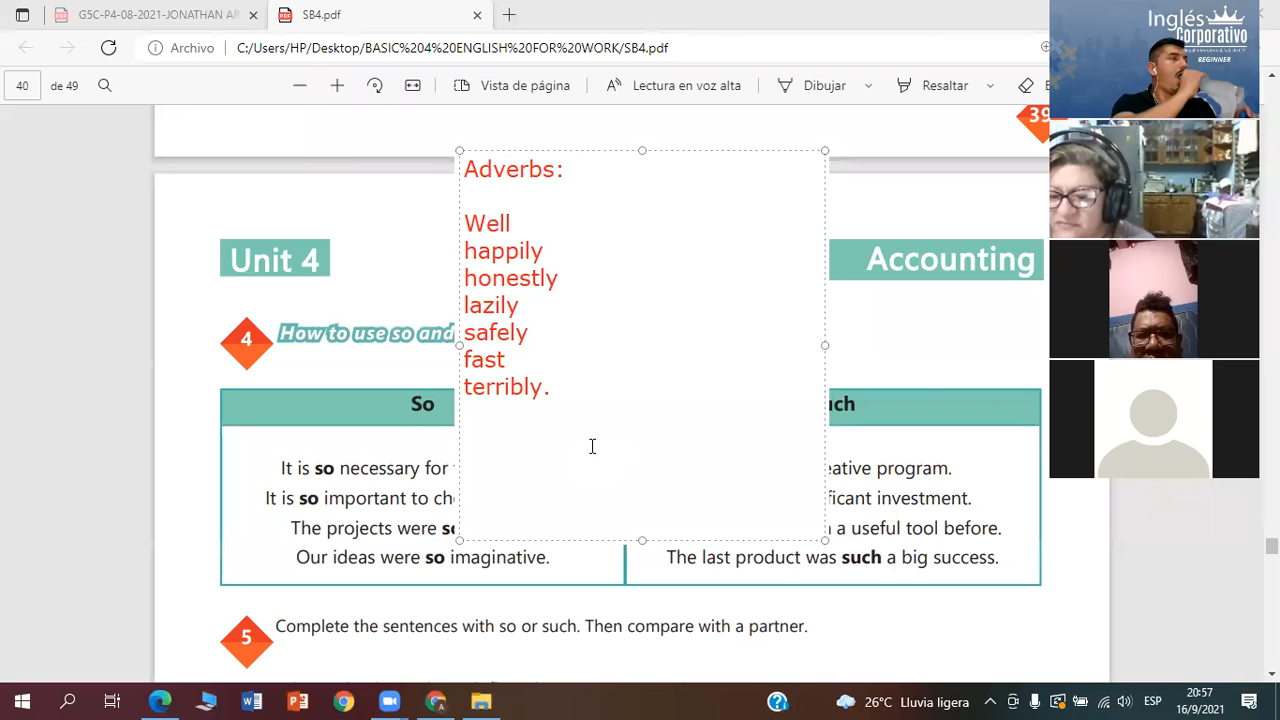 G5C-P4-08-2021-JONATHAN AR
SB4.pdf
Archivo
C:/Users/HP/Desktop/BASIC%204%20ENGLISH%20FOR%20WORK/SB4.pdf
40
de 49
Vista de página
Lectura en voz alta
Dibujar
Resaltar
39
Adverbs:
Well
happily
honestly
lazily
safely
fast
terribly.
Unit 4
Accounting
4
How to use so and
So
uch
It is so necessary for
eative program.
It is so important to ch
ficant investment.
The projects were so
a useful tool before.
Our ideas were so imaginative.
The last product was such a big success.
5
Complete the sentences with so or such. Then compare with a partner.
Inglés
Corporativo
BEGINNER
26°C Lluvia ligera
ESP
20:57
16/9/2021